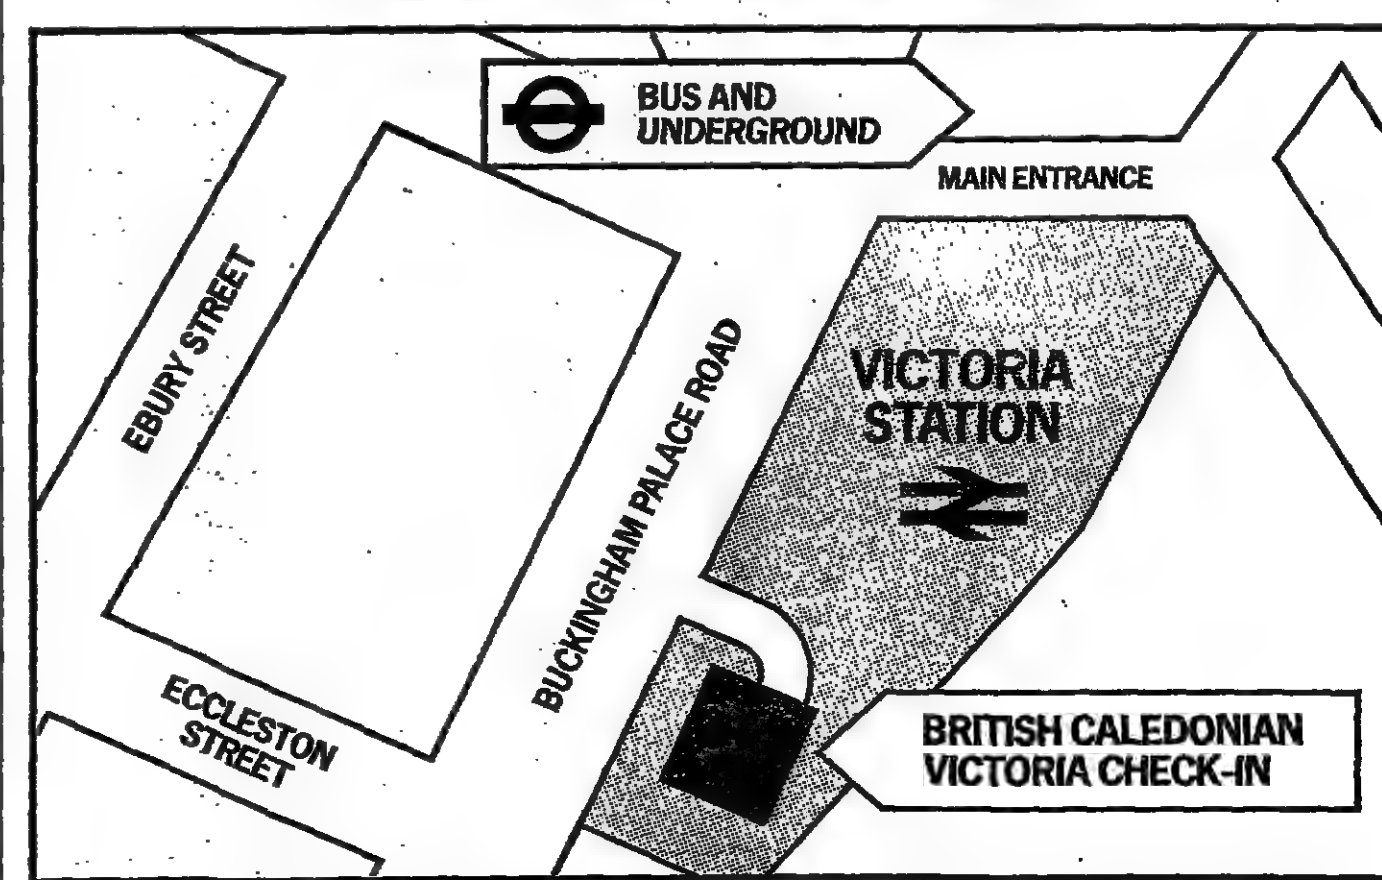 BUS AND
UNDERGROUND
MAIN ENTRANCE
EBURY STREET
VICTORIA
STATION
BUCKINGHAM PALACE ROAD
ECCLESTON
STREET
BRITISH CALEDONIAN
VICTORIA CHECK-IN